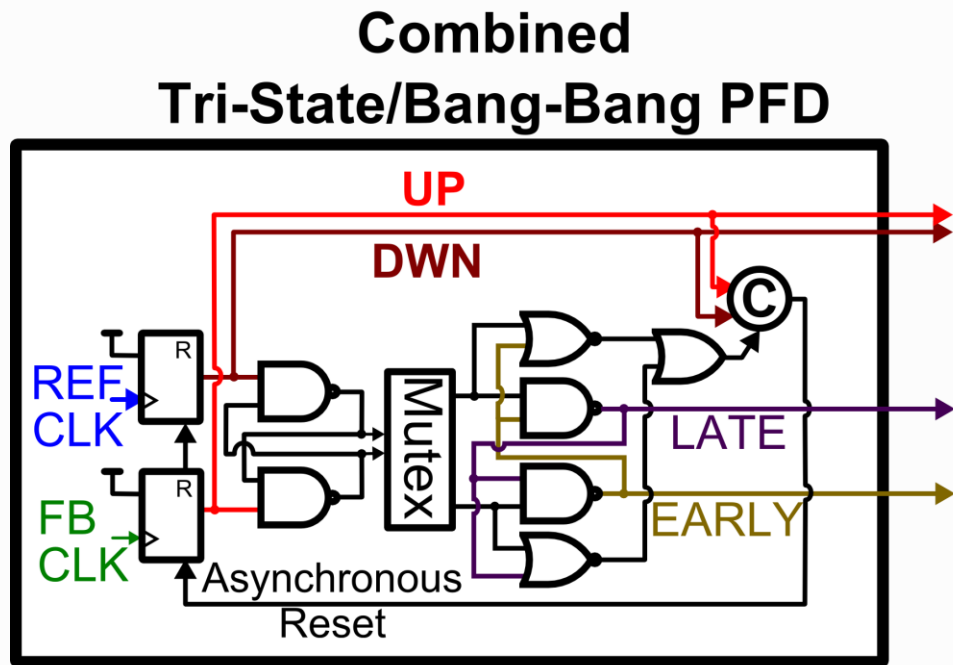 Combined
Tri-State/Bang-Bang PFD
UP
DWN
R
REF
CLK
R
FB
CLK
Mutex
C
LATE
EARLY
Asynchronous
Reset